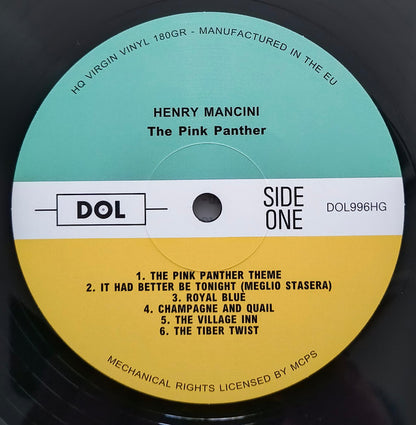 HQ VIRGIN VINYL 180GR - MANUFACTURED IN THE EU
HENRY MANCINI
The Pink Panther
DOL
SIDE
ONE
DOL996HG
1. THE PINK PANTHER THEME
2. IT HAD BETTER BE TONIGHT (MEGLIO STASERA)
3. ROYAL BLUE
4. CHAMPAGNE AND QUAIL
5. THE VILLAGE INN
6. THE TIBER TWIST
MECHANICAL RIGHTS LICENSED BY MCPS